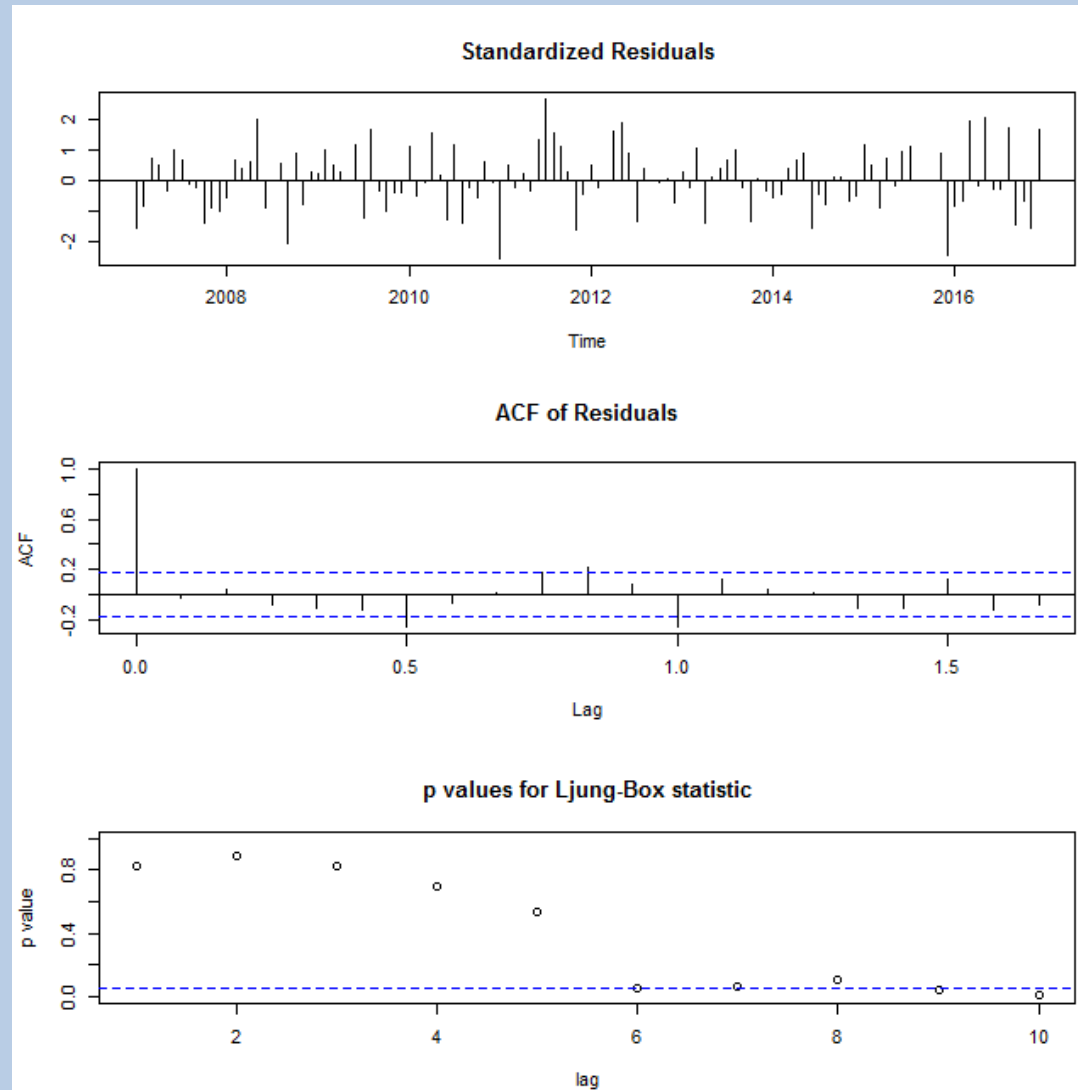 Standardized Residuals
2
1
0
-2
2008 2010 2012 2014 2016
Time
ACF of Residuals
ACF
1.0
0.6
0.2
-0.2
0.0 0.5 1.0 1.5
Lag
p values for Ljung-Box statistic
p value
0.8
0.4
0.0
2 4 6 8 10
lag